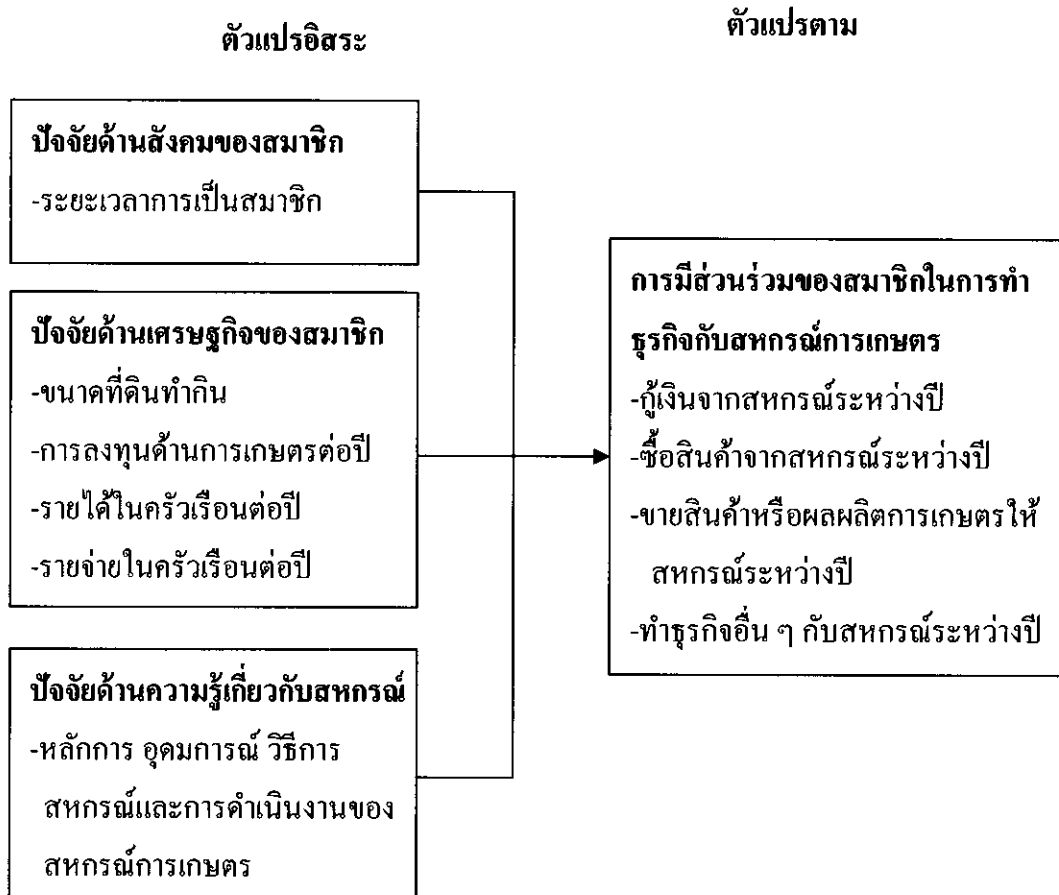 ตัวแปรอิสระ
ตัวแปรตาม
ปัจจัยด้านสังคมของสมาชิก
-ระยะเวลาการเป็นสมาชิก
ปัจจัยด้านเศรษฐกิจของสมาชิก
-ขนาดที่ดินทำกิน
-การลงทุนด้านการเกษตรต่อปี
-รายได้ในครัวเรือนต่อปี
-รายจ่ายในครัวเรือนต่อปี
ปัจจัยด้านความรู้เกี่ยวกับสหกรณ์
-หลักการ อุดมการณ์ วิธีการ
สหกรณ์และการดำเนินงานของ
สหกรณ์การเกษตร
การมีส่วนร่วมของสมาชิกในการทำ
ธุรกิจกับสหกรณ์การเกษตร
-กู้เงินจากสหกรณ์ระหว่างปี
-ซื้อสินค้าจากสหกรณ์ระหว่างปี
-ขายสินค้าหรือผลผลิตการเกษตรให้
สหกรณ์ระหว่างปี
-ทำธุรกิจอื่น ๆ กับสหกรณ์ระหว่างปี